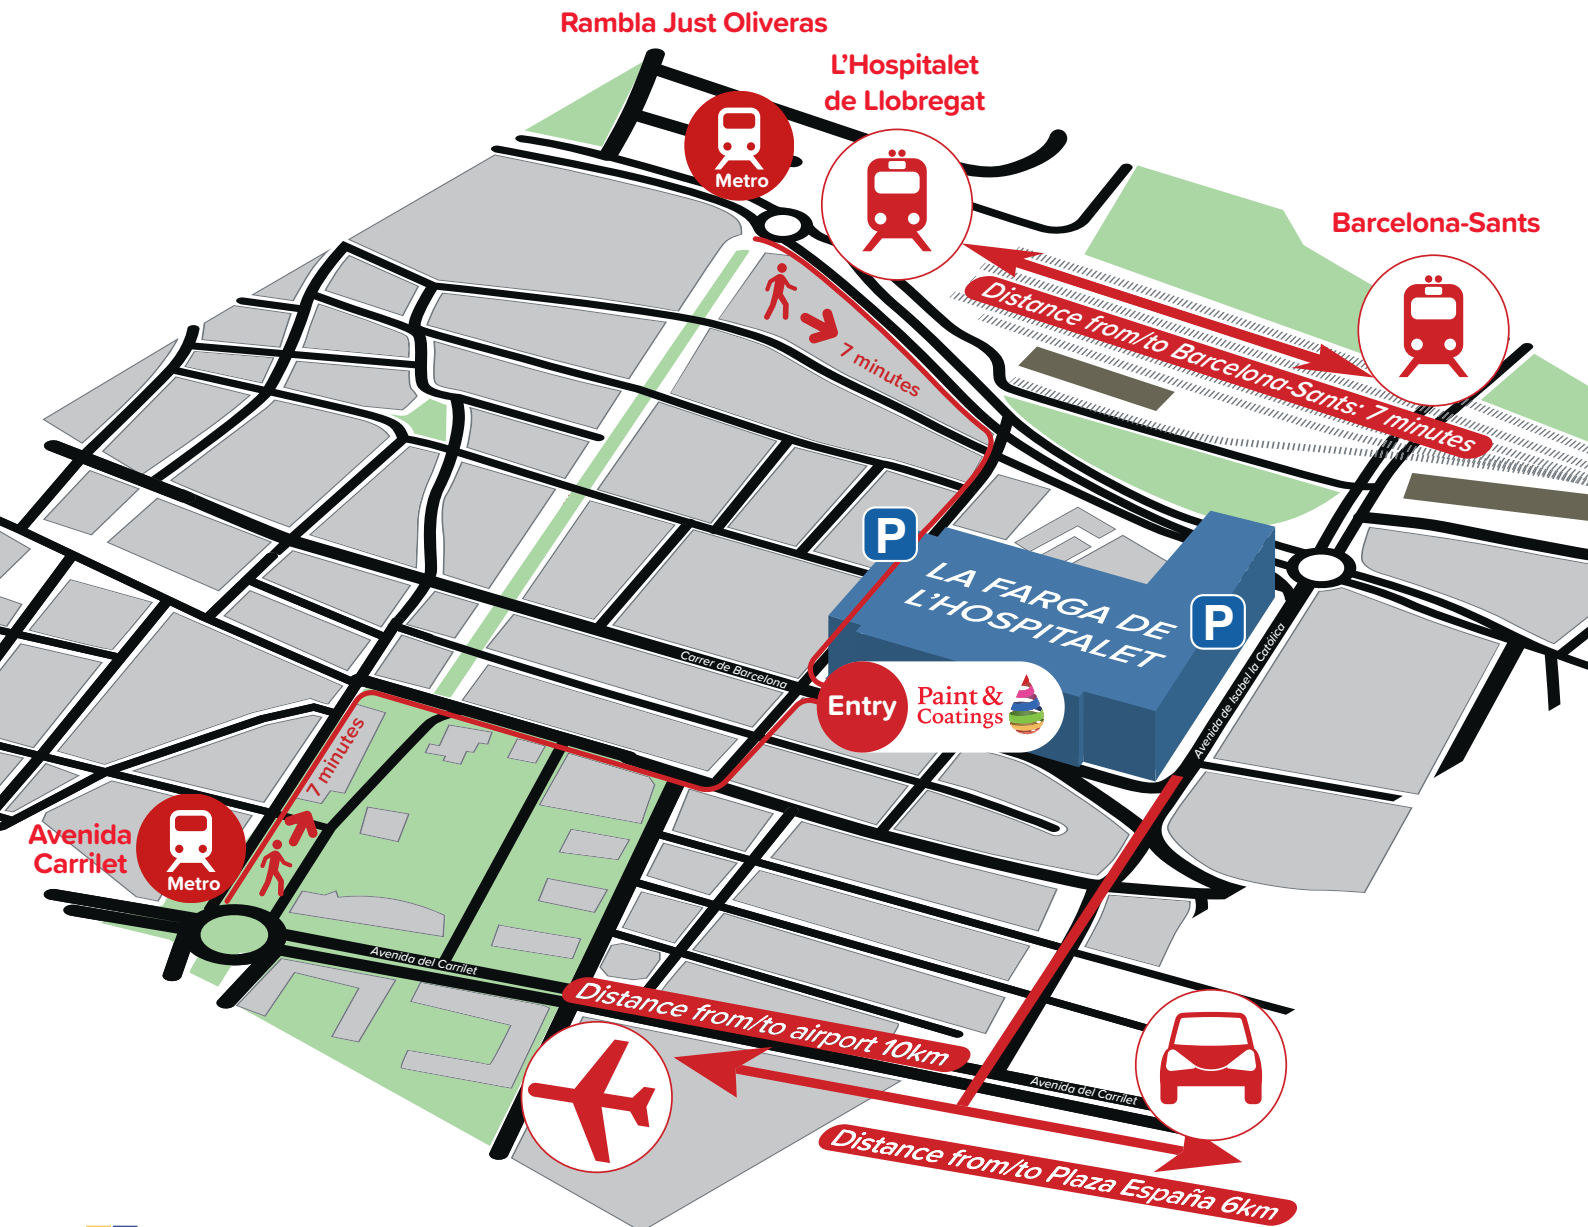 Rambla Just Oliveras
L'Hospitalet
de Llobregat
Metro
Barcelona-Sants
Distance from/to Barcelona-Sants: 7 minutes
7 minutes
P
LA FARGA DE
L'HOSPITALET
P
Carrer de Barcelona
Entry
Paint &
Coatings
Avenida de Isabel la Católica
7 minutes
Avenida
Carrilet
Metro
Avenida del Carrilet
Distance from/to airport 10km
Avenida del Carrilet
Distance from/to Plaza España 6km